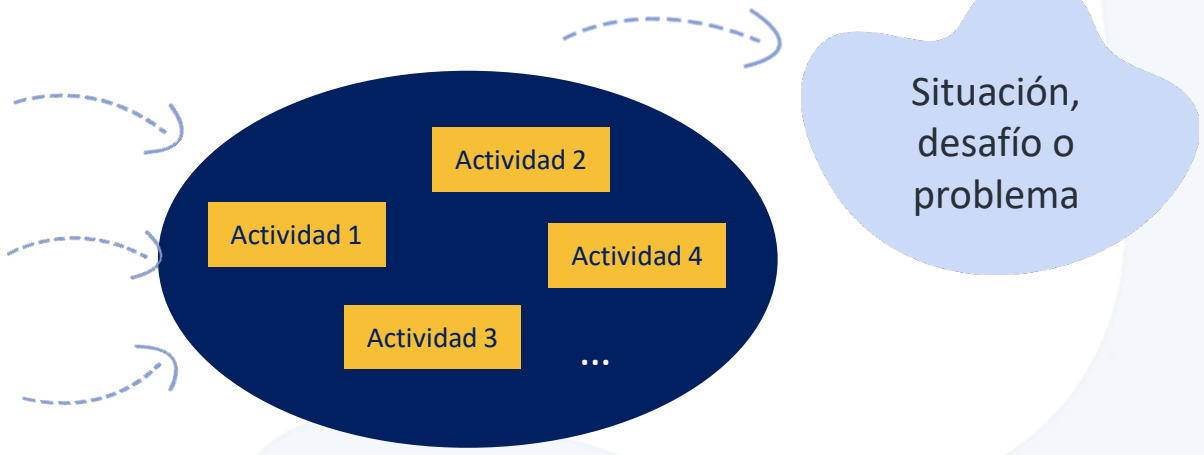 Situación,
desafío o
problema
Actividad 2
Actividad 1
Actividad 4
Actividad 3
...